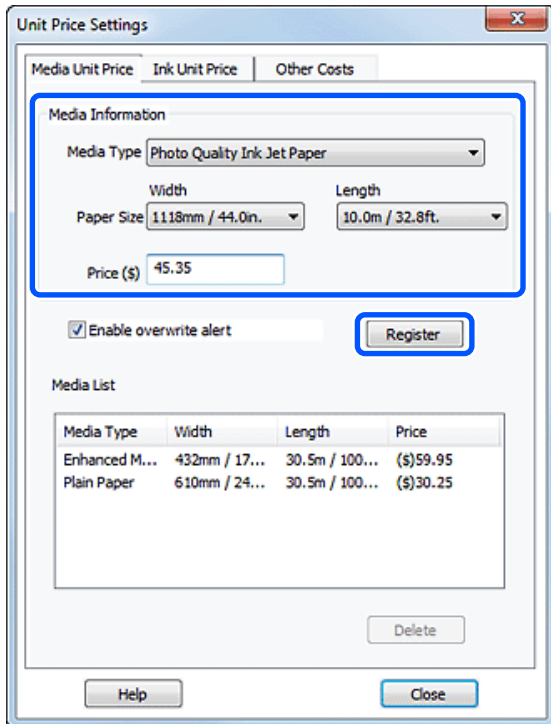 Unit Price Settings
Media Unit Price Ink Unit Price Other Costs
Media Information
Media Type Photo Quality Ink Jet Paper
Width Length
Paper Size 1118mm / 44.0in. 10.0m / 32.8ft.
Price ($) 45.35
Enable overwrite alert Register
Media List
Media Type Width Length Price
Enhanced M... 432mm / 17... 30.5m / 100... ($)59.95
Plain Paper 610mm / 24... 30.5m / 100... ($)30.25
Delete
Help Close